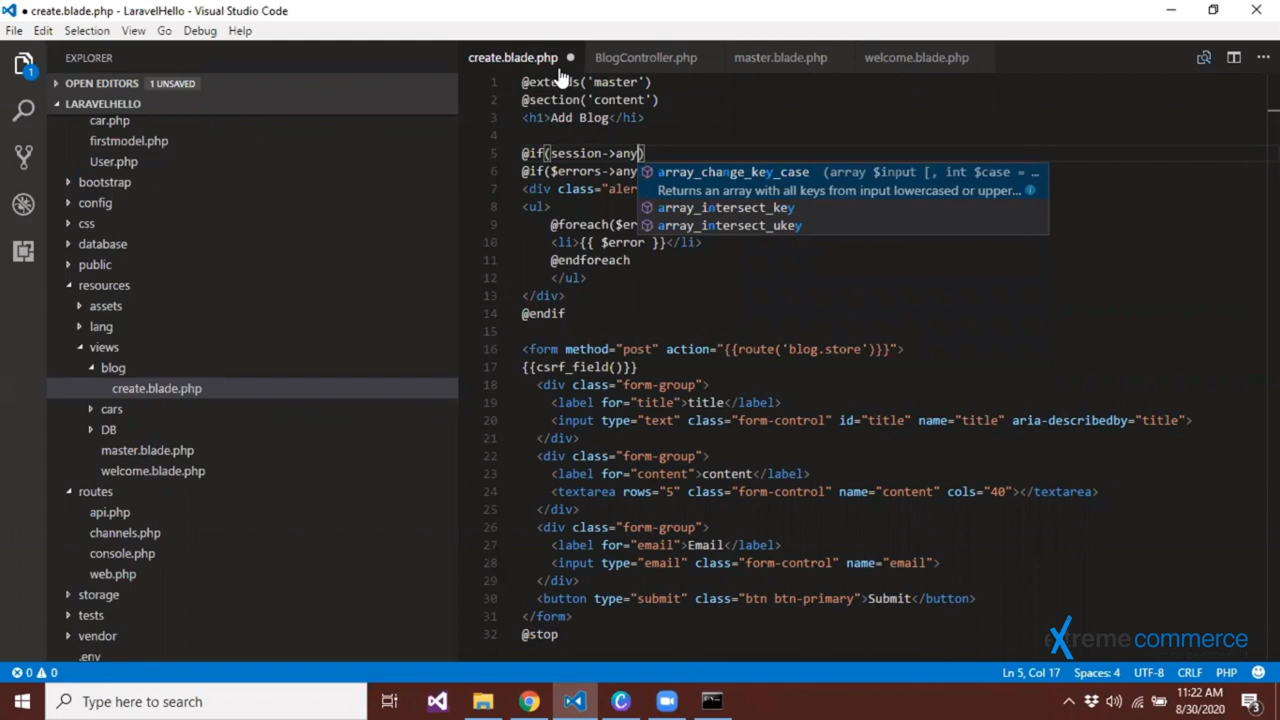 create.blade.php - LaravelHello - Visual Studio Code
File Edit Selection View Go Debug Help
EXPLORER
OPEN EDITORS 1 UNSAVED
LARAVELHELLO
car.php
firstmodel.php
User.php
bootstrap
config
css
database
public
resources
assets
lang
views
blog
create.blade.php
cars
DB
master.blade.php
welcome.blade.php
routes
api.php
channels.php
console.php
web.php
storage
tests
vendor
.env
1
create.blade.php BlogController.php master.blade.php welcome.blade.php
1 @extends('master')
2 @section('content')
3 <h1>Add Blog</hi>
4
5 @if(session->any)
6 @if($errors->any
7 <div class="aler
8 <ul>
9 @foreach($er
10 <li>{{ $error }}</li>
11 @endforeach
12 </ul>
13 </div>
14 @endif
15
16 <form method="post" action="{{route('blog.store')}}">
17 {{csrf_field()}}
18 <div class="form-group">
19 <label for="title">title</label>
20 <input type="text" class="form-control" id="title" name="title" aria-describedby="title">
21 </div>
22 <div class="form-group">
23 <label for="content">content</label>
24 <textarea rows="5" class="form-control" name="content" cols="40"></textarea>
25 </div>
26 <div class="form-group">
27 <label for="email">Email</label>
28 <input type="email" class="form-control" name="email">
29 </div>
30 <button type="submit" class="btn btn-primary">Submit</button>
31 </form>
32 @stop
array_change_key_case (array $input [, int $case = …
Returns an array with all keys from input lowercased or upper…
array_intersect_key
array_intersect_ukey
extreme commerce
0 0 Ln 5, Col 17 Spaces: 4 UTF-8 CRLF PHP
Type here to search
11:22 AM
8/30/2020
3